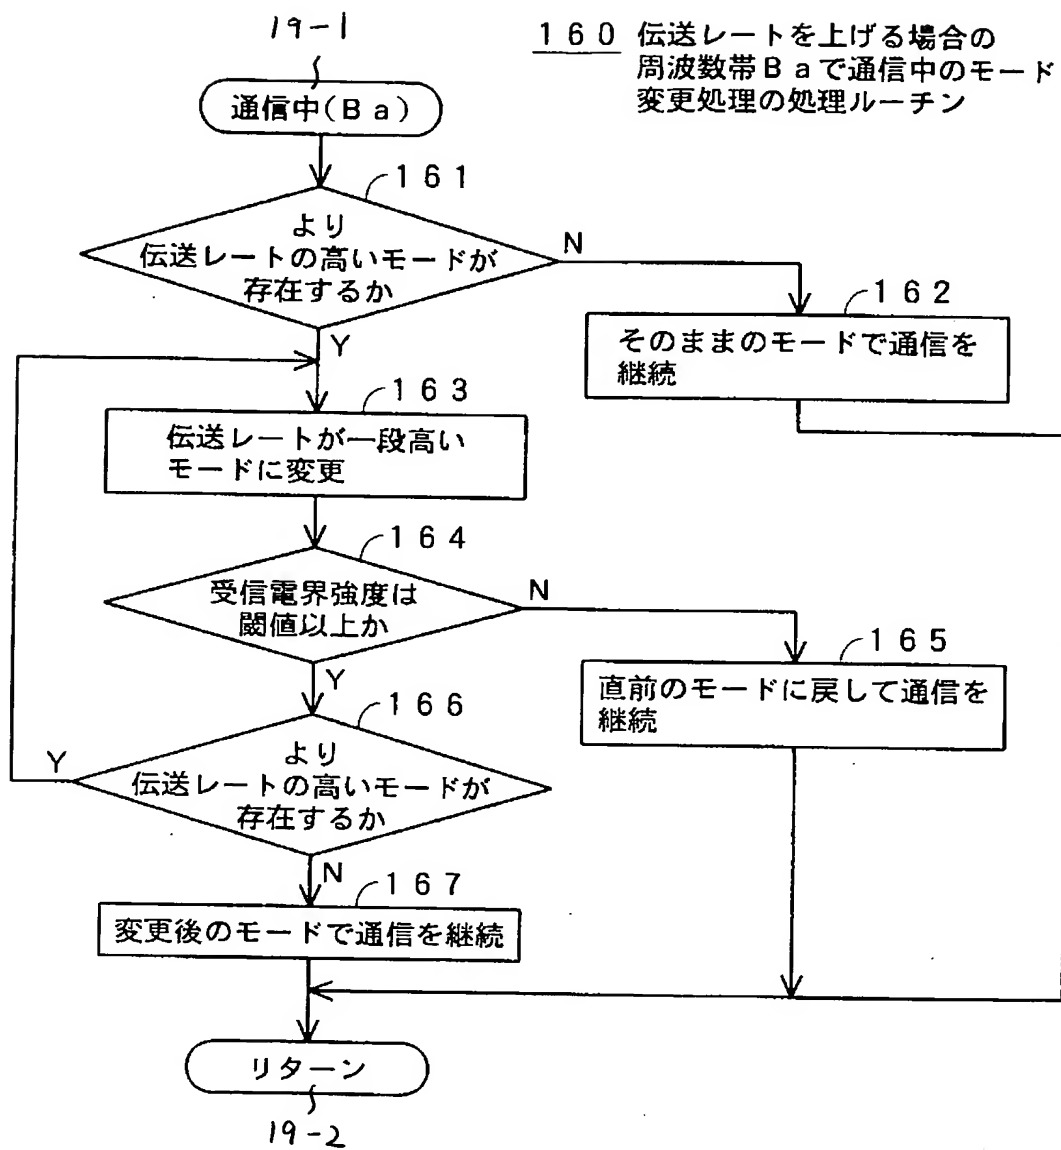 19-1
160 伝送レートを上げる場合の
周波数帯Baで通信中のモード
変更処理の処理ルーチン
通信中(Ba)
161
より
伝送レートの高いモードが
存在するか
N
Y
162
そのままのモードで通信を
継続
163
伝送レートが一段高い
モードに変更
164
受信電界強度は
閾値以上か
N
Y
165
直前のモードに戻して通信を
継続
166
より
伝送レートの高いモードが
存在するか
Y
N
167
変更後のモードで通信を継続
リターン
19-2